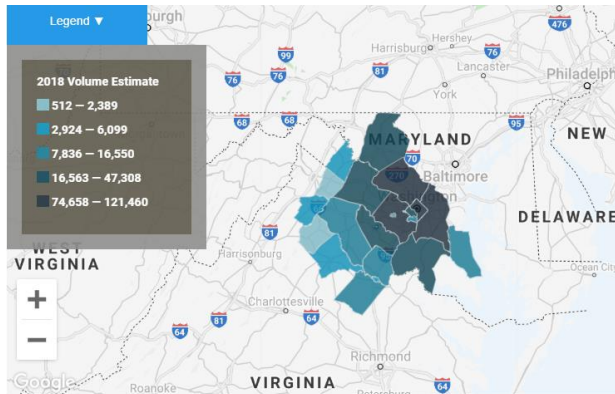 Legend ▼
2018 Volume Estimate
512 — 2,389
2,924 — 6,099
7,836 — 16,550
16,563 — 47,308
74,658 — 121,460
476
Hershey
Harrisburg
76
99
76
76
81
Lancaster
Philadelph
York
68
68
95
MARYLAND
NEW
70
270
Baltimore
DELAWARE
81
WEST
VIRGINIA
Harrisonburg
Ocean City
Charlottesville
64
81
64
Richmond
Google
Roanoke
VIRGINIA
Petersburg
64
+
−